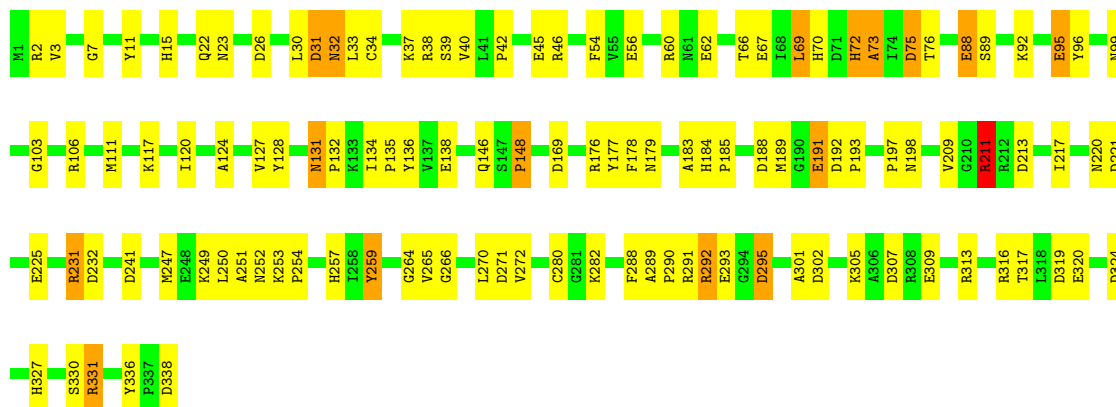 M1 R2 V3 G7 Y11 H15 Q22 N23 D26 L30 D31 N32 L33 C34 K37 R38 S39 V40 L41 P42 E45 R46 F54 V55 E56 R60 N61 E62 T66 E67 I68 L69 H70 D71 H72 A73 I74 D75 T76 E88 S89 K92 E95 Y96
G103 R106 M111 K117 I120 A124 V127 Y128 N131 P132 K133 I134 P135 Y136 V137 E138 Q146 S147 P148 D169 R176 Y177 F178 N179 A183 H184 P185 D188 M189 G190 E191 D192 P193 P197 N198 V209 G210 R211 R212 D213 I217 N220
E225 R231 D232 D241 M247 E248 K249 L250 A251 N252 K253 P254 H257 I258 Y259 G264 V265 G266 L270 D271 V272 C280 G281 K282 F288 A289 P290 R291 R292 E293 G294 D295 A301 D302 K305 A306 D307 R308 E309 R313 R316 T317 L318 D319 E320
H327 S330 R331 Y336 P337 D338